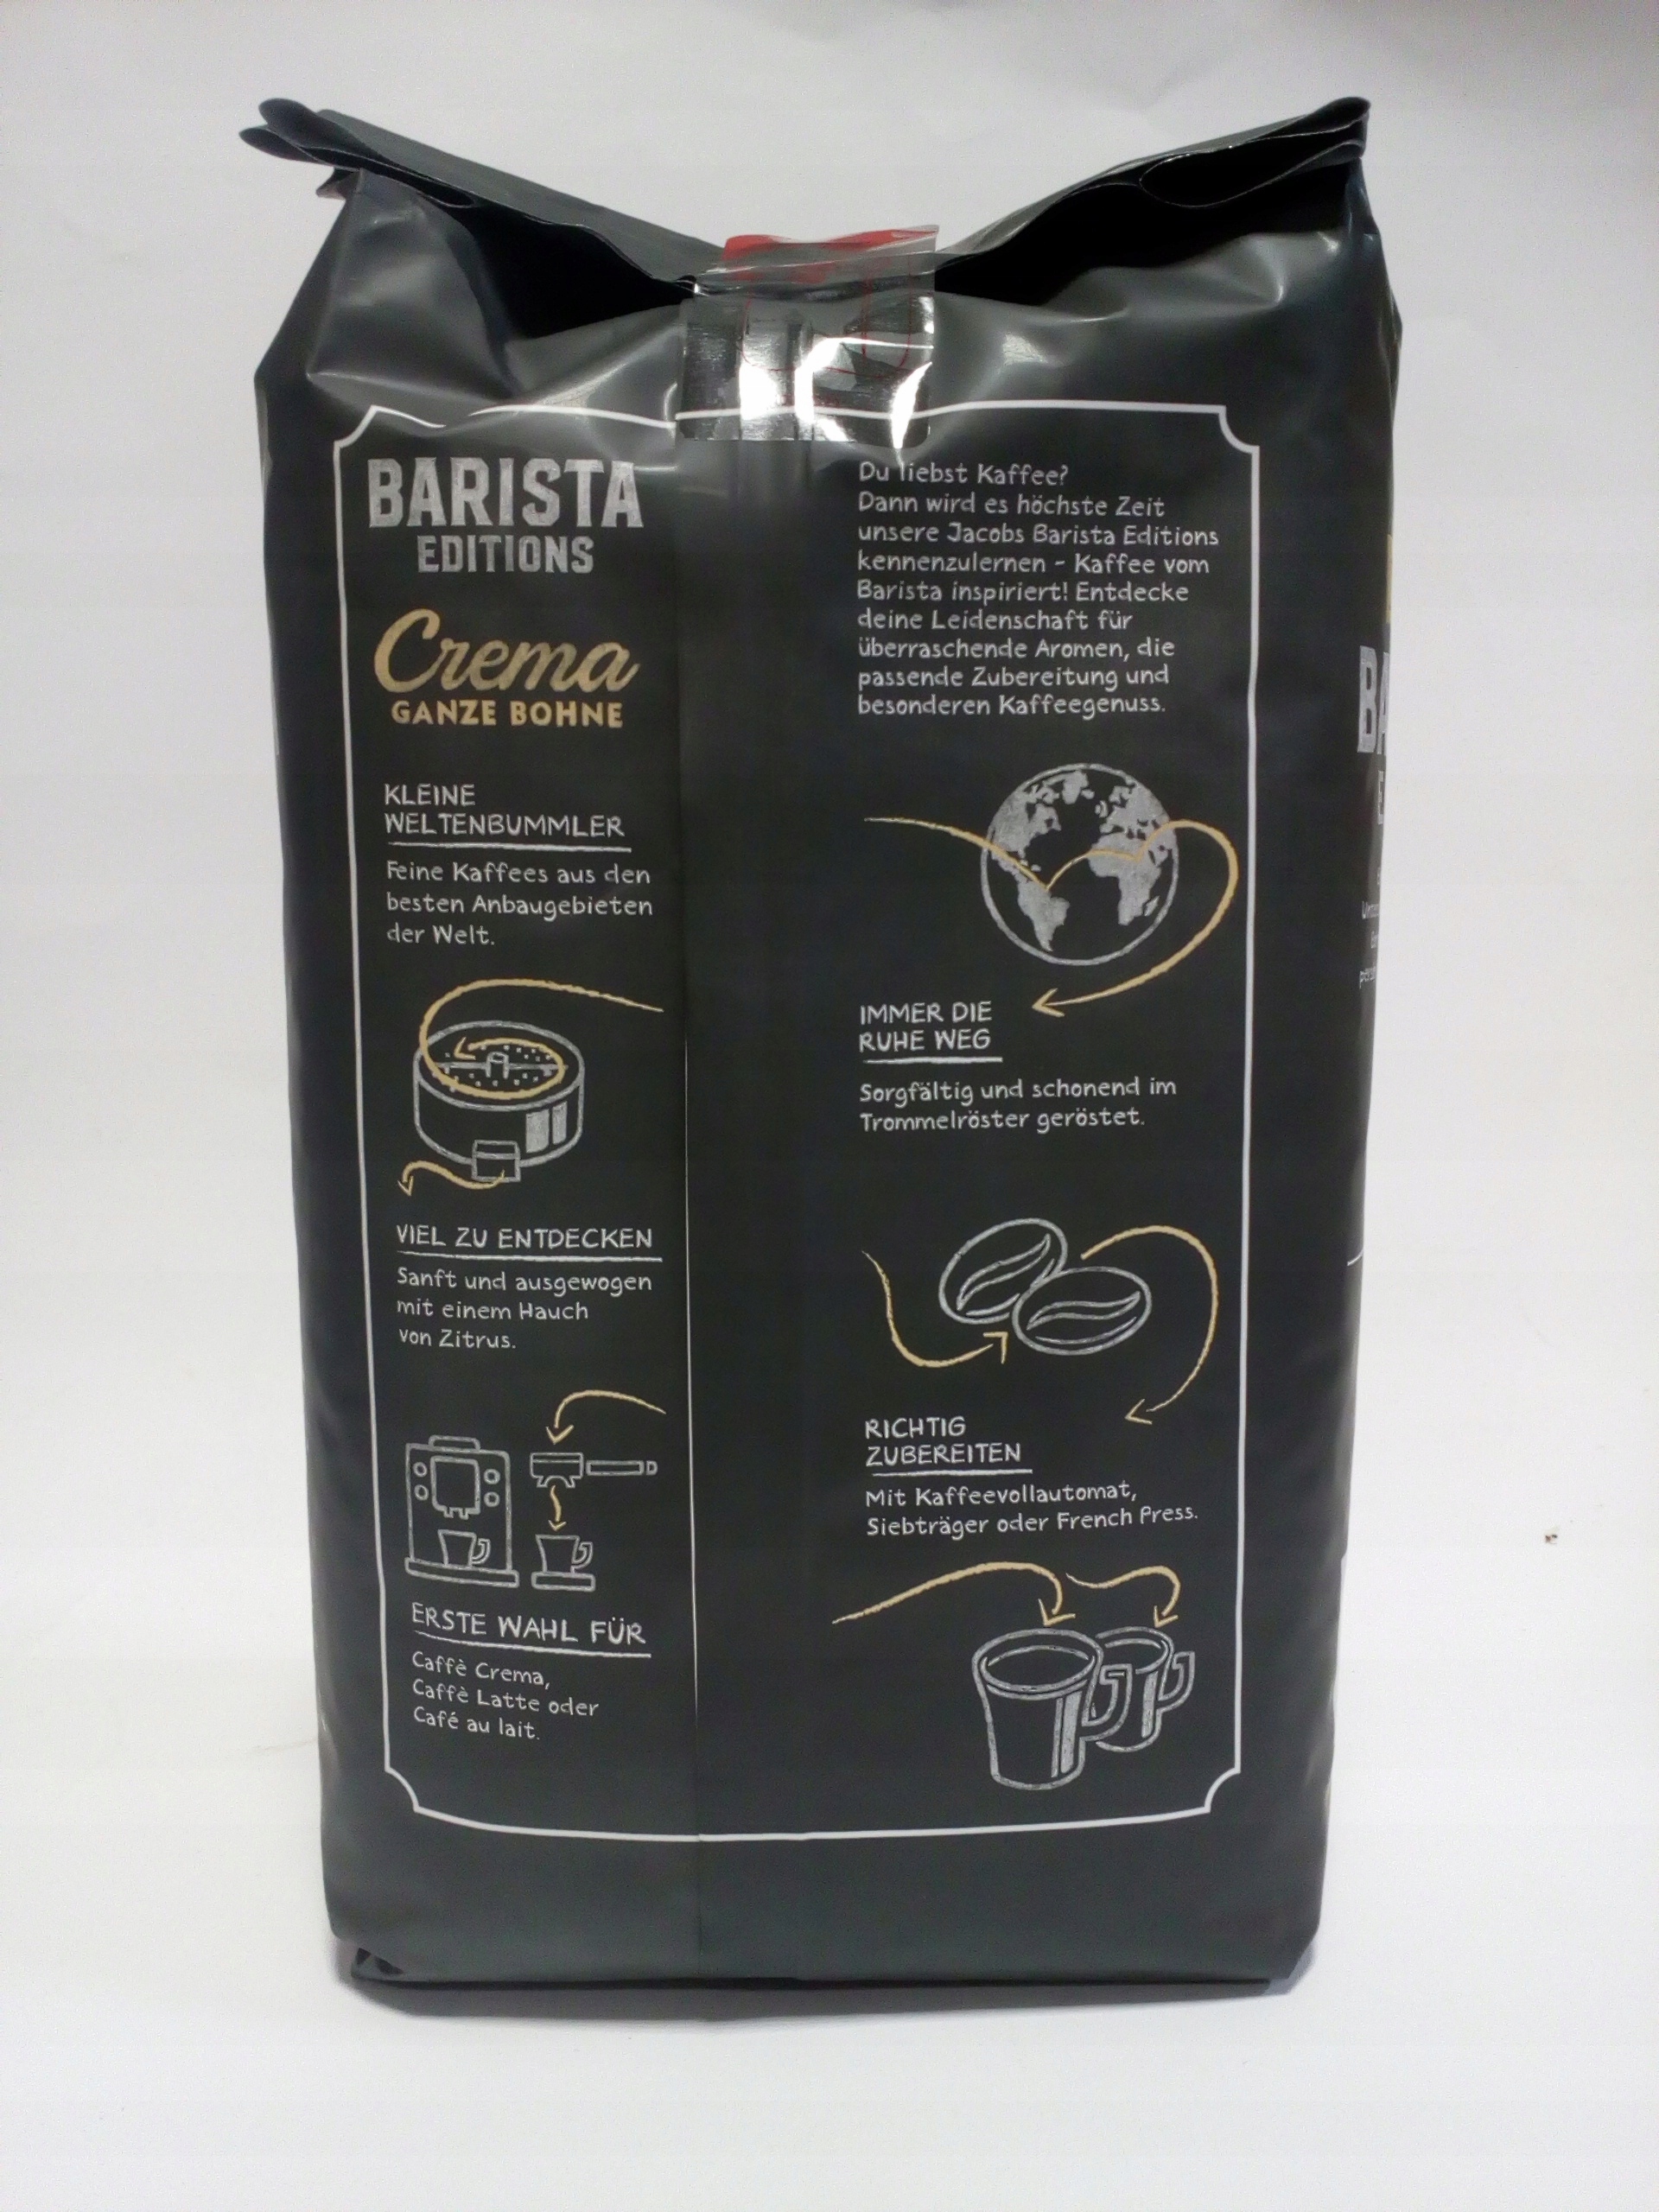 BARISTA
EDITIONS
Crema
GANZE BOHNE
Du liebst Kaffee?
Dann wird es höchste Zeit
unsere Jacobs Barista Editions
kennenzulernen - Kaffee vom
Barista inspiriert! Entdecke
deine Leidenschaft für
überraschende Aromen, die
passende Zubereitung und
besonderen Kaffeegenuss.
KLEINE
WELTENBUMMLER
Feine Kaffees aus den
besten Anbaugebieten
der Welt.
IMMER DIE
RUHE WEG
Sorgfältig und schonend im
Trommelröster geröstet.
VIEL ZU ENTDECKEN
Sanft und ausgewogen
mit einem Hauch
von Zitrus.
RICHTIG
ZUBEREITEN
Mit Kaffeevollautomat,
Siebträger oder French Press.
ERSTE WAHL FÜR
Caffè Crema,
Caffè Latte oder
Café au lait.